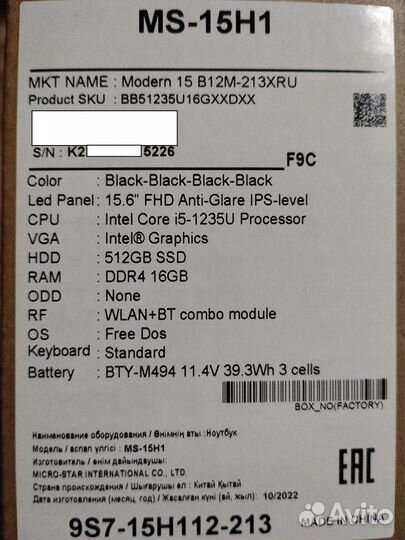 MS-15H1
MKT NAME : Modern 15 B12M-213XRU
Product SKU : BB51235U16GXXDXX
S/N : K2 5226
F9C
Color : Black-Black-Black-Black
Led Panel : 15.6" FHD Anti-Glare IPS-level
CPU : Intel Core i5-1235U Processor
VGA : Intel® Graphics
HDD : 512GB SSD
RAM : DDR4 16GB
ODD : None
RF : WLAN+BT combo module
OS : Free Dos
Keyboard : Standard
Battery : BTY-M494 11.4V 39.3Wh 3 cells
BOX_NO(FACTORY)
Наименование оборудования / Өнімнің аты : Ноутбук
Модель / аспап үлгісі : MS-15H1
Изготовитель / өнім дайындаушы:
MICRO-STAR INTERNATIONAL CO., LTD.
Страна происхождения / Шығарылған ел : Китай Қытай
Дата изготовления (месяц, год) / Жасалған күні (ай, жыл): 10/2022
EAC
9S7-15H112-213
MADE IN CHINA
Avito